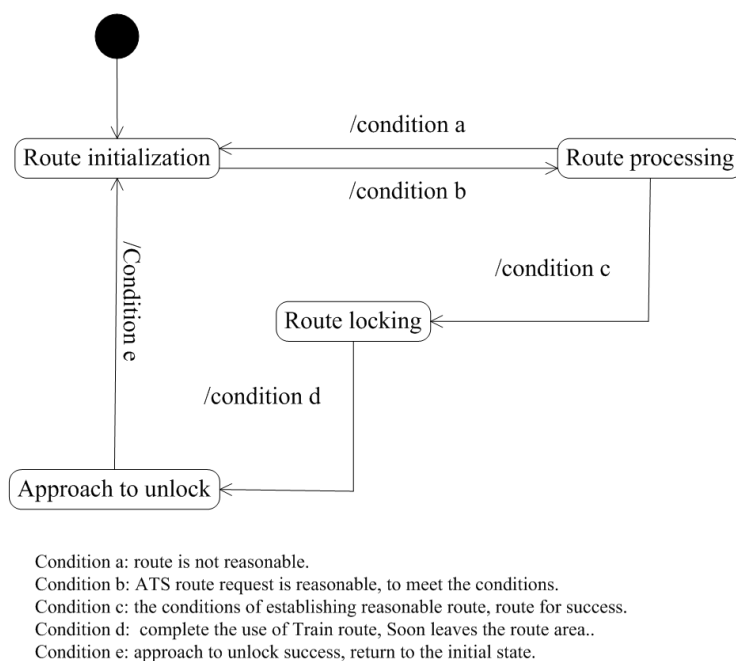 /condition a
Route initialization
Route processing
/condition b
/Condition e
/condition c
Route locking
/condition d
Approach to unlock
Condition a: route is not reasonable.
Condition b: ATS route request is reasonable, to meet the conditions.
Condition c: the conditions of establishing reasonable route, route for success.
Condition d:  complete the use of Train route, Soon leaves the route area..
Condition e: approach to unlock success, return to the initial state.